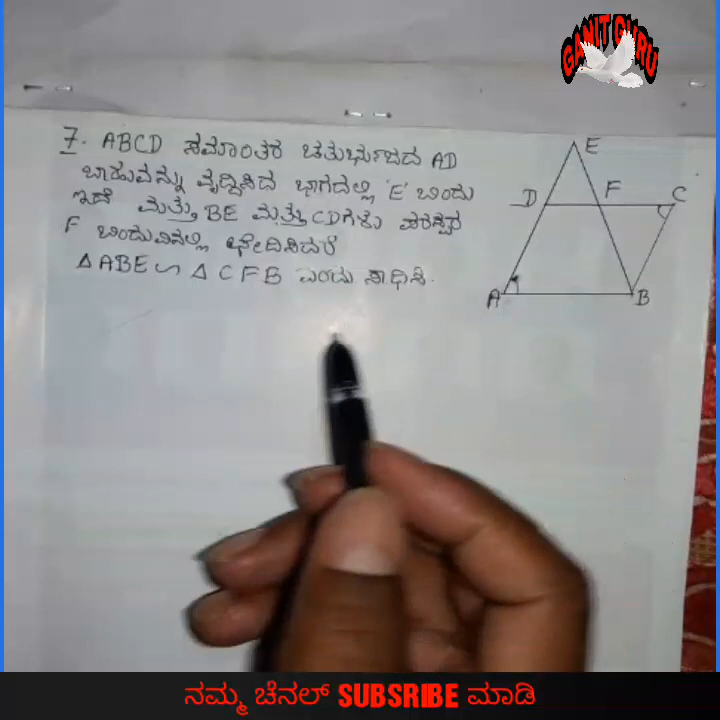 GANIT GURU
7. ABCD ಸಮಾಂತರ ಚತುರ್ಭುಜದ AD
ಬಾಹುವನ್ನು ವೃದ್ಧಿಸಿದ ಭಾಗದಲ್ಲಿ 'E' ಬಿಂದು
ಇದೆ ಮತ್ತು BE ಮತ್ತು CDಗಳು ಪರಸ್ಪರ
F ಬಿಂದುವಿನಲ್ಲಿ ಛೇದಿಸಿದರೆ
Δ ABE ∽ Δ CFB ಎಂದು ಸಾಧಿಸಿ.
E
D F C
A B
ನಮ್ಮ ಚೆನಲ್ SUBSRIBE ಮಾಡಿ